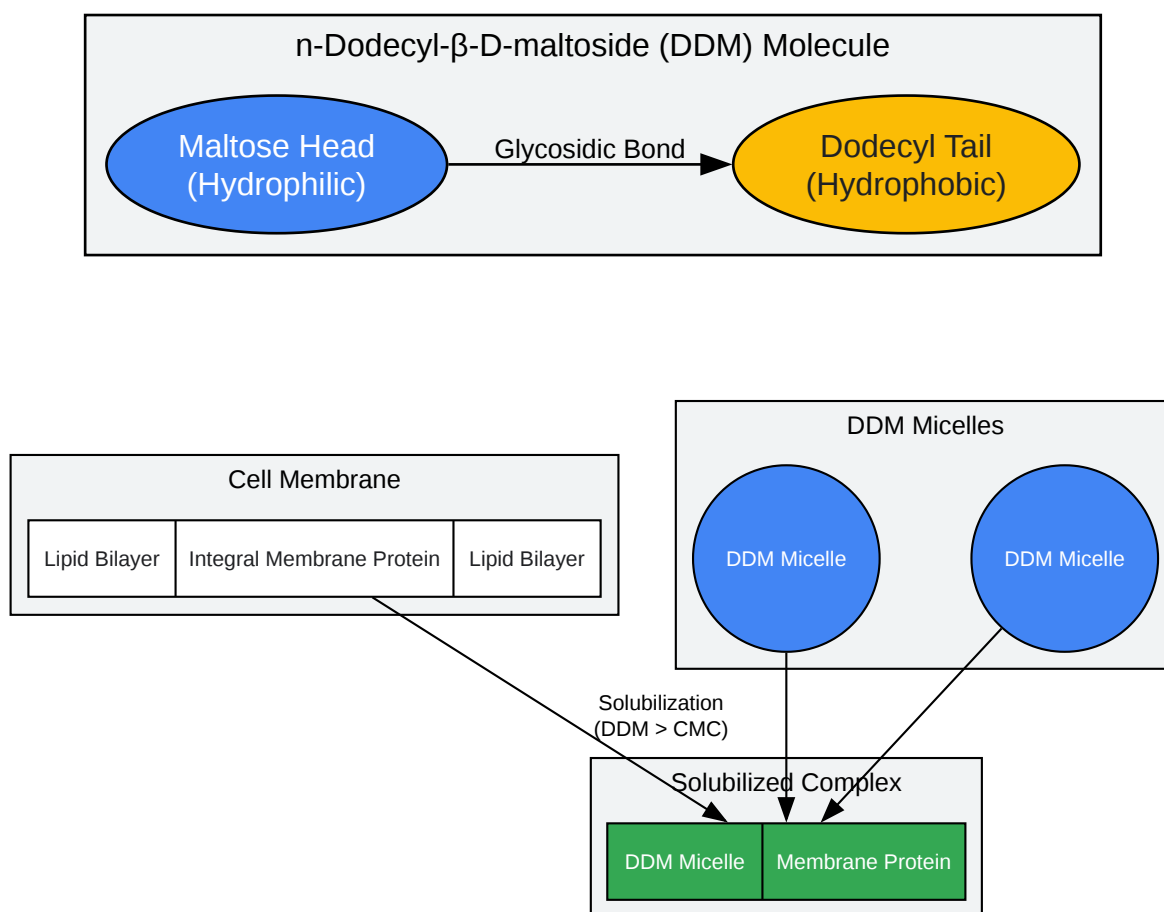 n-Dodecyl-β-D-maltoside (DDM) Molecule
Maltose Head
(Hydrophilic)
Glycosidic Bond
Dodecyl Tail
(Hydrophobic)
DDM Micelles
Cell Membrane
Lipid Bilayer
Integral Membrane Protein
Lipid Bilayer
DDM Micelle
DDM Micelle
Solubilization
(DDM > CMC)
Solubilized Complex
DDM Micelle
Membrane Protein